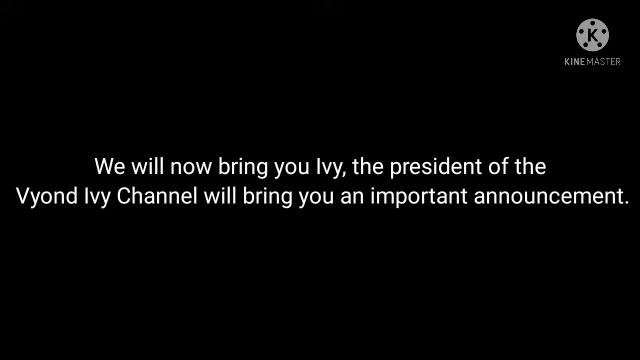 K
KINEMASTER
We will now bring you Ivy, the president of the
Vyond Ivy Channel will bring you an important announcement.